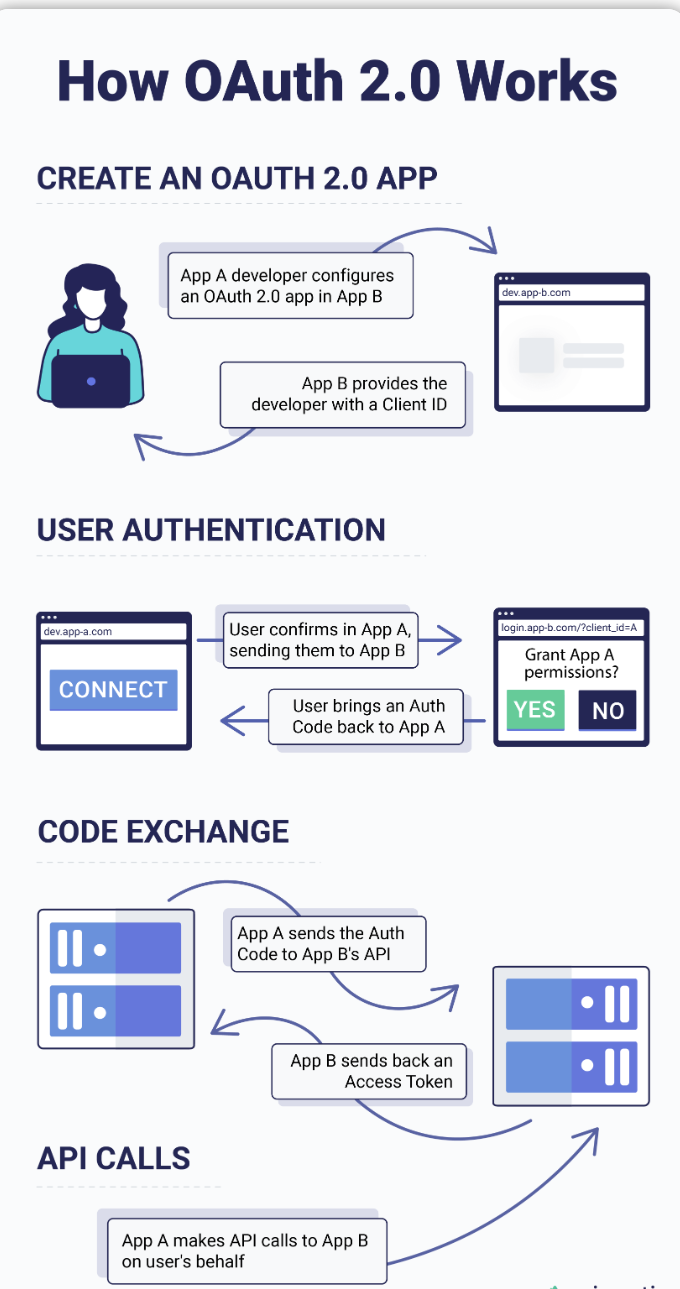 How OAuth 2.0 Works
CREATE AN OAUTH 2.0 APP
App A developer configures
an OAuth 2.0 app in App B
dev.app-b.com
App B provides the
developer with a Client ID
USER AUTHENTICATION
dev.app-a.com
CONNECT
User confirms in App A,
sending them to App B
login.app-b.com/?client_id=A
Grant App A
permissions?
YES NO
User brings an Auth
Code back to App A
CODE EXCHANGE
App A sends the Auth
Code to App B's API
App B sends back an
Access Token
API CALLS
App A makes API calls to App B
on user's behalf